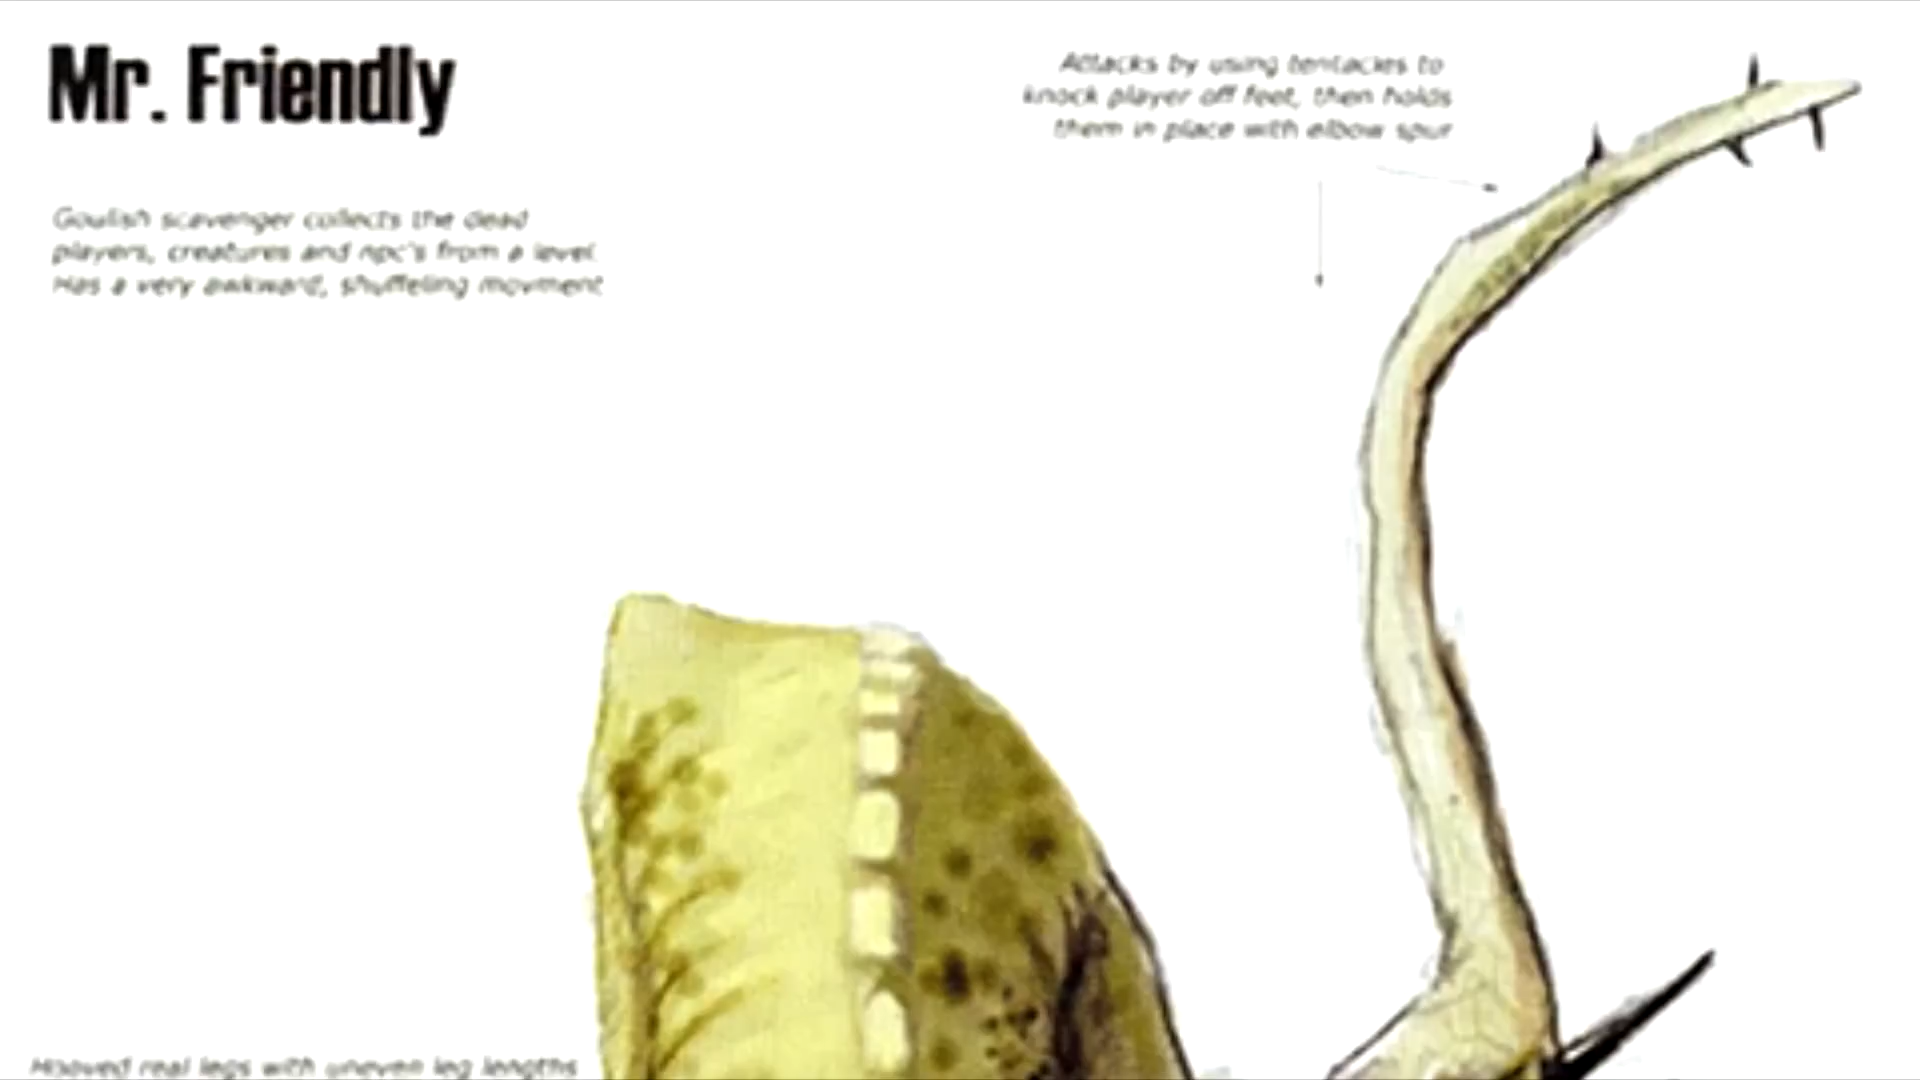 Mr. Friendly
Attacks by using tentacles to
knock player off feet, then holds
them in place with elbow spur
Goulish scavenger collects the dead
players, creatures and npc's from a level.
Has a very awkward, shuffeling movment
Hooved real legs with uneven leg lengths